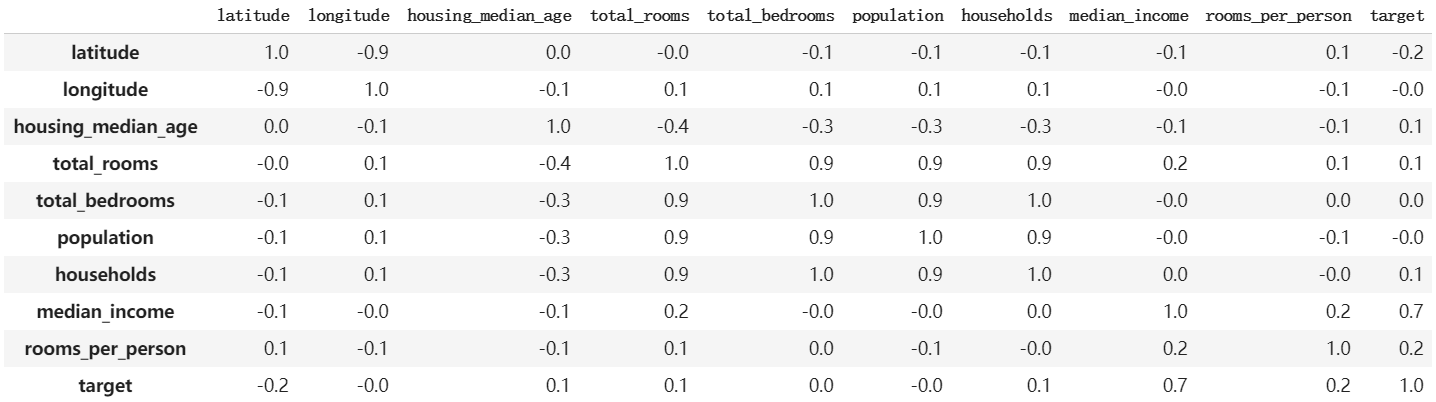 latitude longitude housing_median_age total_rooms total_bedrooms population households median_income rooms_per_person target
latitude 1.0 -0.9 0.0 -0.0 -0.1 -0.1 -0.1 -0.1 0.1 -0.2
longitude -0.9 1.0 -0.1 0.1 0.1 0.1 0.1 -0.0 -0.1 -0.0
housing_median_age 0.0 -0.1 1.0 -0.4 -0.3 -0.3 -0.3 -0.1 -0.1 0.1
total_rooms -0.0 0.1 -0.4 1.0 0.9 0.9 0.9 0.2 0.1 0.1
total_bedrooms -0.1 0.1 -0.3 0.9 1.0 0.9 1.0 -0.0 0.0 0.0
population -0.1 0.1 -0.3 0.9 0.9 1.0 0.9 -0.0 -0.1 -0.0
households -0.1 0.1 -0.3 0.9 1.0 0.9 1.0 0.0 -0.0 0.1
median_income -0.1 -0.0 -0.1 0.2 -0.0 -0.0 0.0 1.0 0.2 0.7
rooms_per_person 0.1 -0.1 -0.1 0.1 0.0 -0.1 -0.0 0.2 1.0 0.2
target -0.2 -0.0 0.1 0.1 0.0 -0.0 0.1 0.7 0.2 1.0